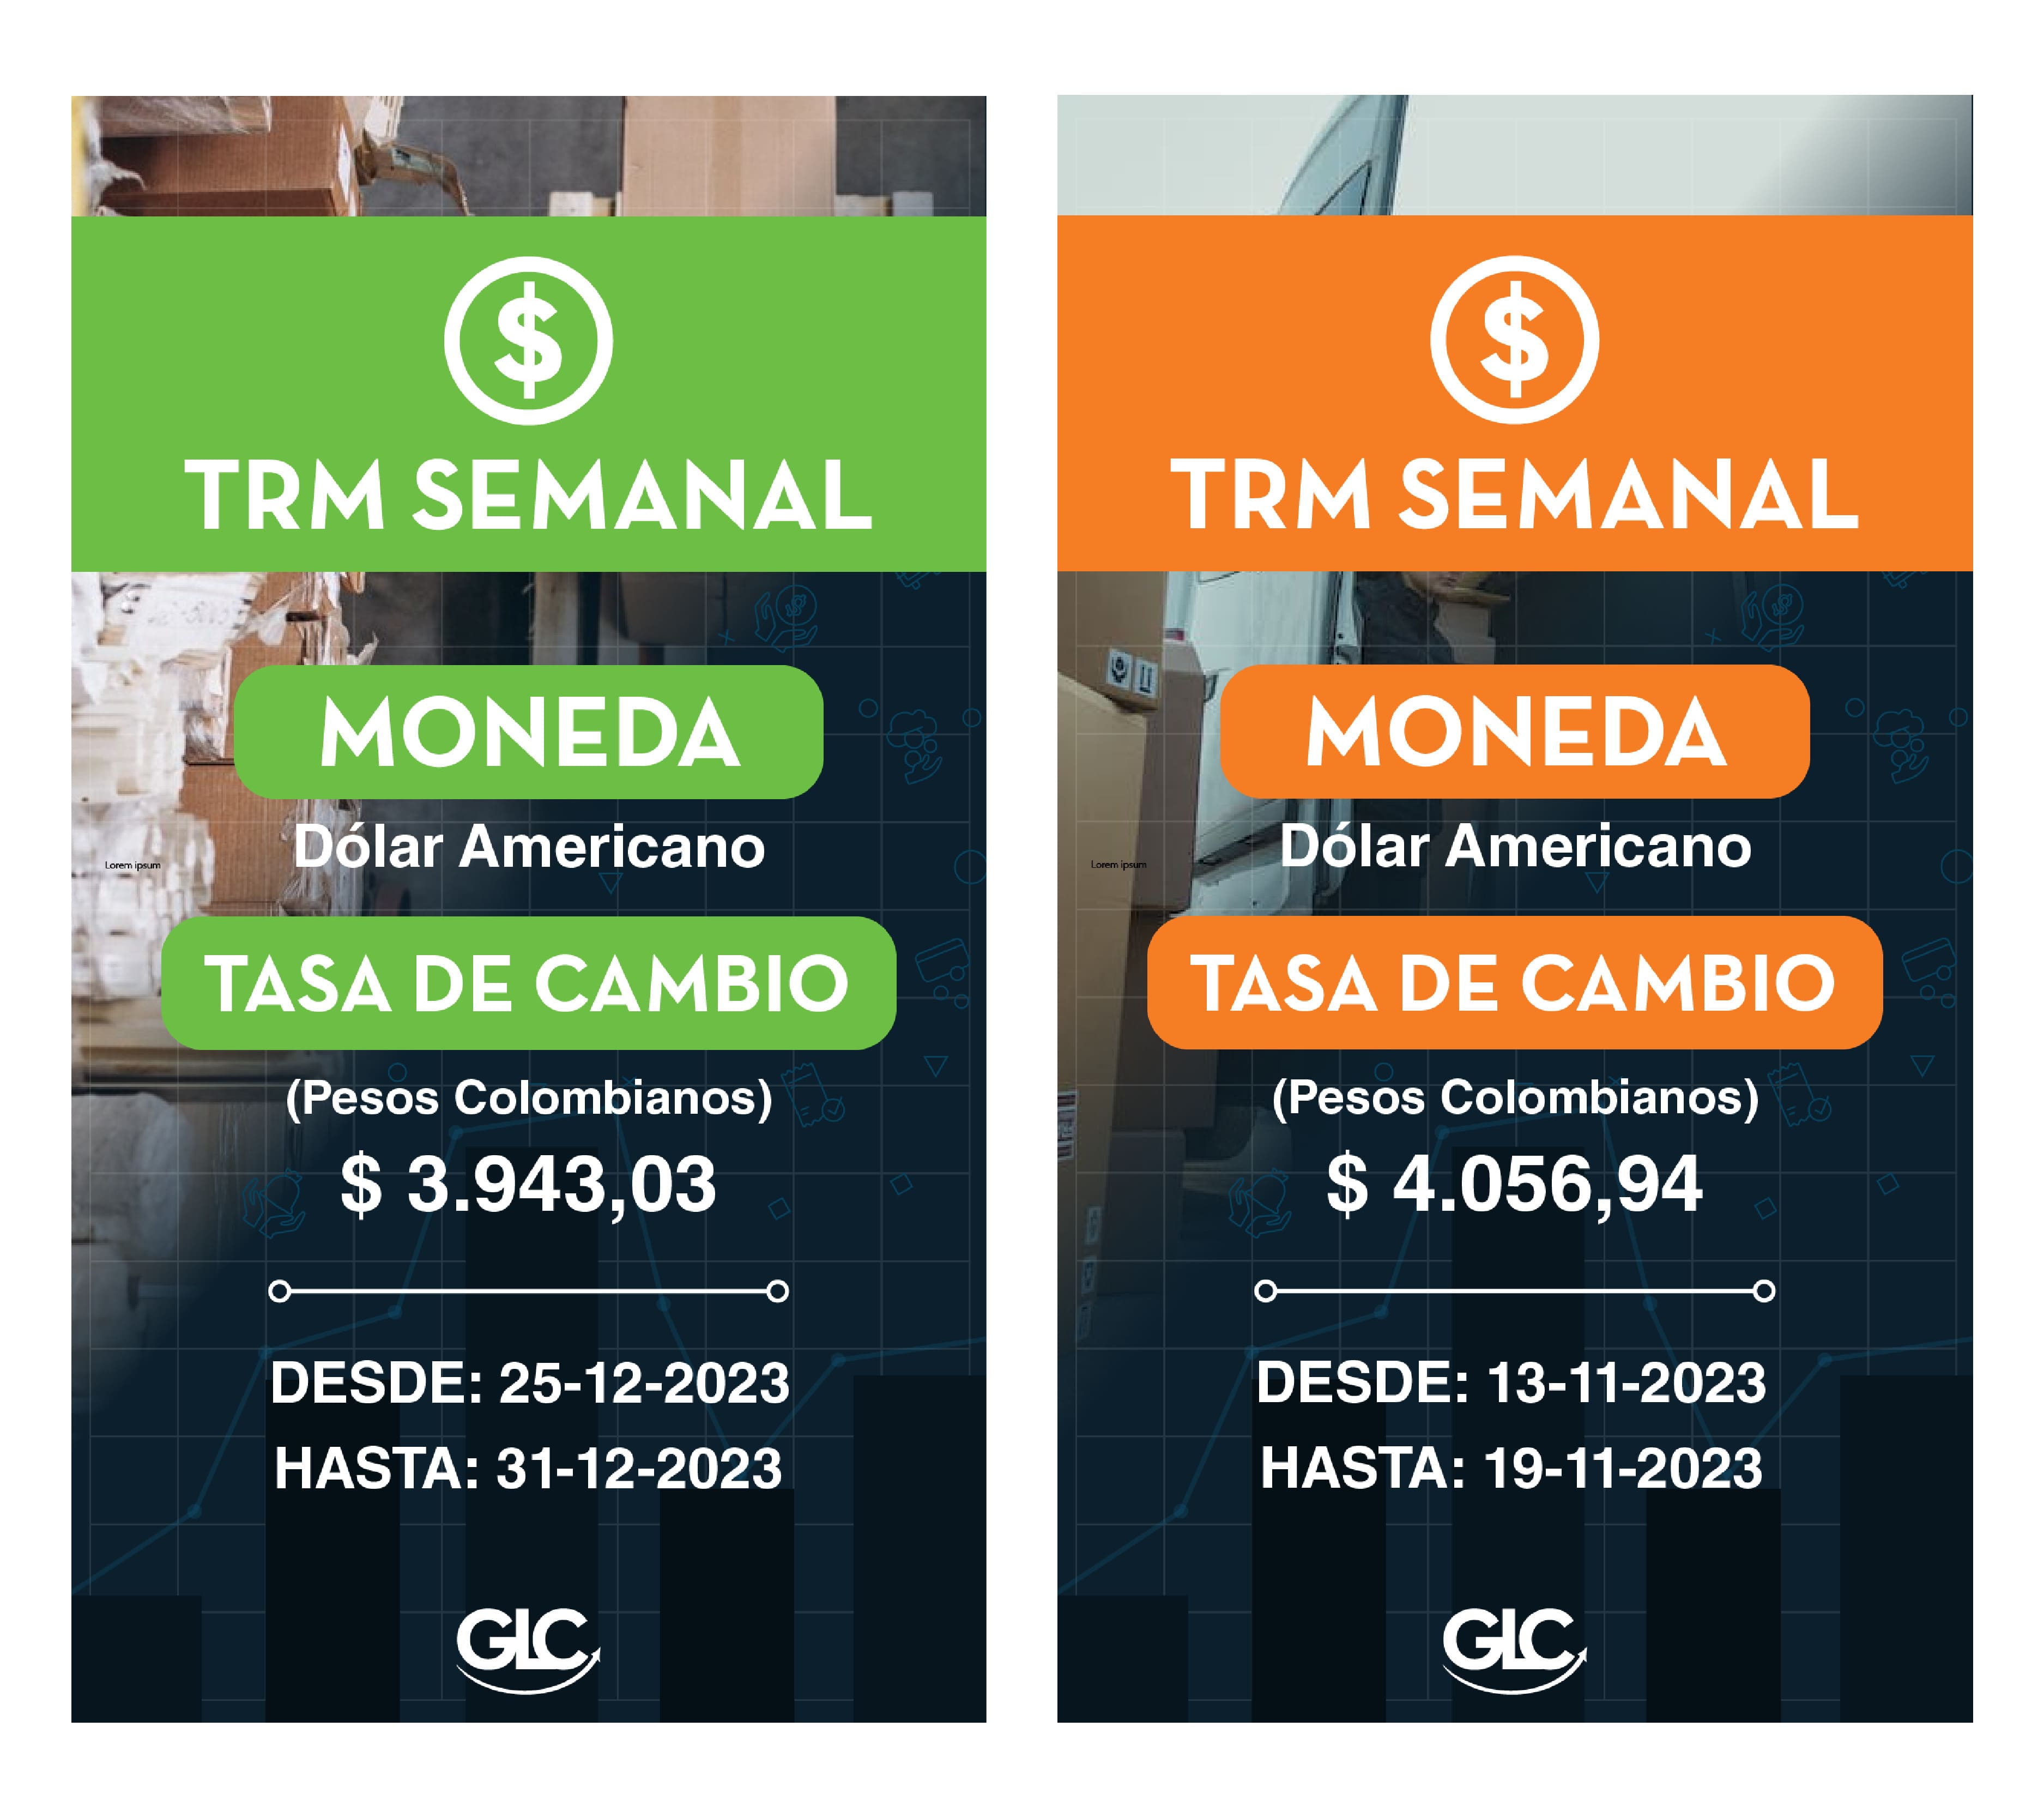 $
TRM SEMANAL
MONEDA
Dólar Americano
Lorem ipsum
TASA DE CAMBIO
(Pesos Colombianos)
$ 3.943,03
DESDE: 25-12-2023
HASTA: 31-12-2023
GLC
$
TRM SEMANAL
MONEDA
Dólar Americano
Lorem ipsum
TASA DE CAMBIO
(Pesos Colombianos)
$ 4.056,94
DESDE: 13-11-2023
HASTA: 19-11-2023
GLC